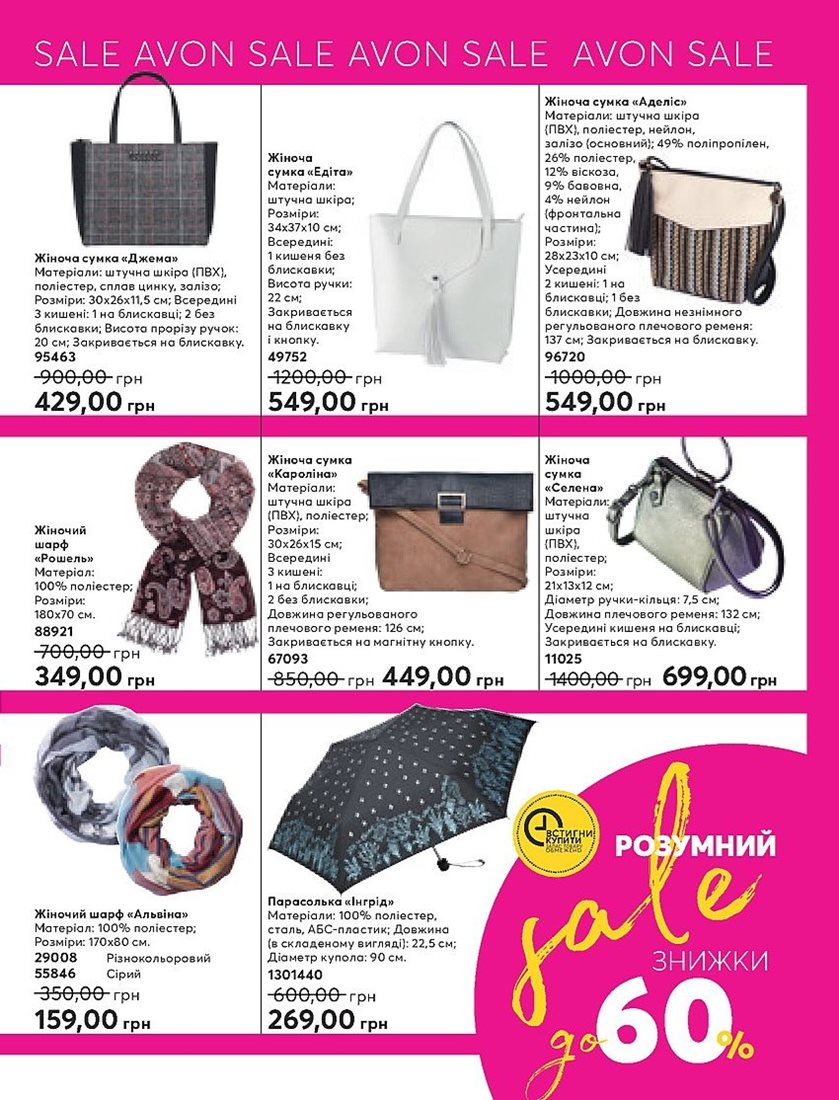 SALE AVON SALE AVON SALE AVON SALE
Жіноча сумка «Джема»
Матеріали: штучна шкіра (ПВХ),
поліестер, сплав цинку, залізо;
Розміри: 30х26х11,5 см; Всередині
3 кишені: 1 на блискавці; 2 без
блискавки; Висота прорізу ручок:
20 см; Закривається на блискавку.
95463
900,00 грн
429,00 грн
Жіноча
сумка «Едіта»
Матеріали:
штучна шкіра;
Розміри:
34х37х10 см;
Всередині:
1 кишеня без
блискавки;
Висота ручки:
22 см;
Закривається
на блискавку
і кнопку.
49752
1200,00 грн
549,00 грн
Жіноча сумка «Аделіс»
Матеріали: штучна шкіра
(ПВХ), поліестер, нейлон,
залізо (основний); 49% поліпропілен,
26% поліестер,
12% віскоза,
9% бавовна,
4% нейлон
(фронтальна
частина);
Розміри:
28х23х10 см;
Усередині
2 кишені: 1 на
блискавці; 1 без
блискавки; Довжина незнімного
регульованого плечового ременя:
137 см; Закривається на блискавку.
96720
1000,00 грн
549,00 грн
Жіночий
шарф
«Рошель»
Матеріал:
100% поліестер;
Розміри:
180х70 см.
88921
700,00 грн
349,00 грн
Жіноча сумка
«Кароліна»
Матеріали:
штучна шкіра
(ПВХ), поліестер;
Розміри:
30х26х15 см;
Всередині
3 кишені:
1 на блискавці;
2 без блискавки;
Довжина регульованого
плечового ременя: 126 см;
Закривається на магнітну кнопку.
67093
850,00 грн 449,00 грн
Жіноча
сумка
«Селена»
Матеріали:
штучна
шкіра
(ПВХ),
поліестер;
Розміри:
21х13х12 см;
Діаметр ручки-кільця: 7,5 см;
Довжина плечового ременя: 132 см;
Усередині кишеня на блискавці;
Закривається на блискавку.
11025
1400,00 грн 699,00 грн
Жіночий шарф «Альвіна»
Матеріал: 100% поліестер;
Розміри: 170х80 см.
29008 Різнокольоровий
55846 Сірий
350,00 грн
159,00 грн
Парасолька «Інгрід»
Матеріали: 100% поліестер,
сталь, АБС-пластик; Довжина
(в складеному вигляді): 22,5 см;
Діаметр купола: 90 см.
1301440
600,00 грн
269,00 грн
ВСТИГНИ
КУПИТИ
ЗАПАС ТОВАРУ
ОБМЕЖЕНО
РОЗУМНИЙ
sale
ЗНИЖКИ
до 60%